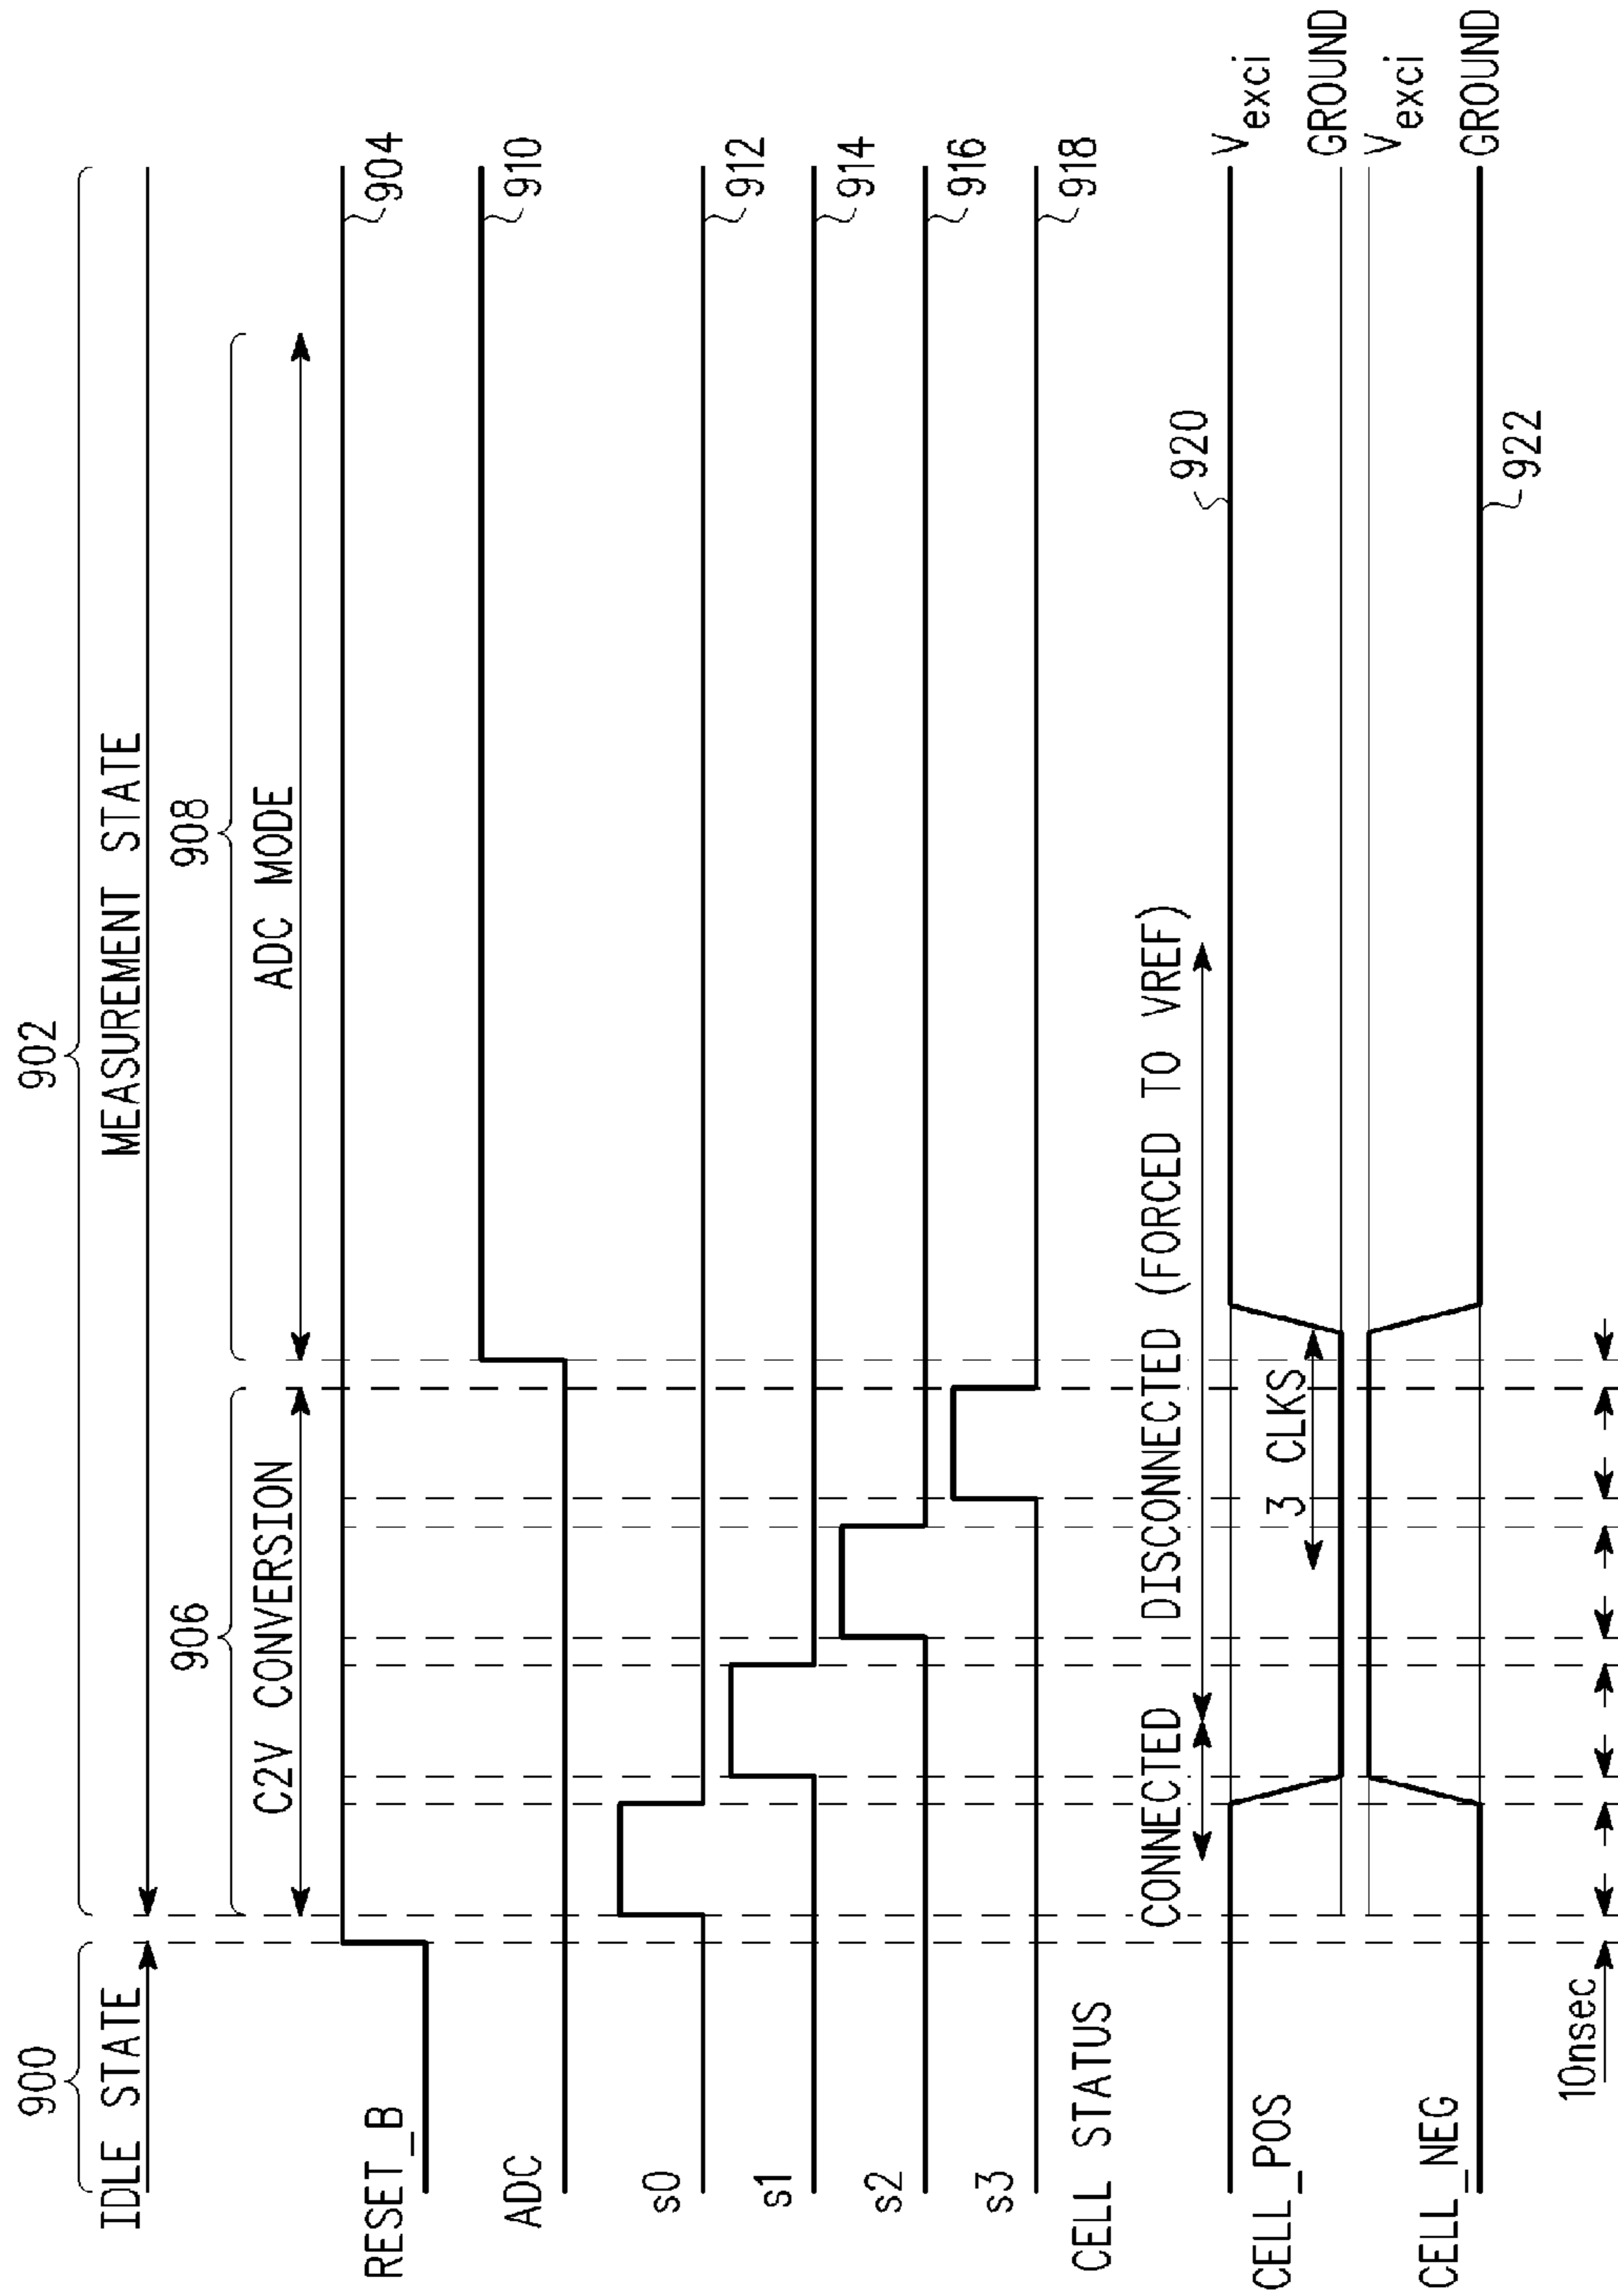 900
902
IDLE STATE
MEASUREMENT STATE
906
908
C2V CONVERSION
ADC MODE
RESET_B
904
ADC
910
s0
912
s1
914
s2
916
s3
918
CELL STATUS
CONNECTED
DISCONNECTED (FORCED TO VREF)
920
CELL_POS
Vexci
3 CLKS
GROUND
Vexci
CELL_NEG
GROUND
922
10nsec